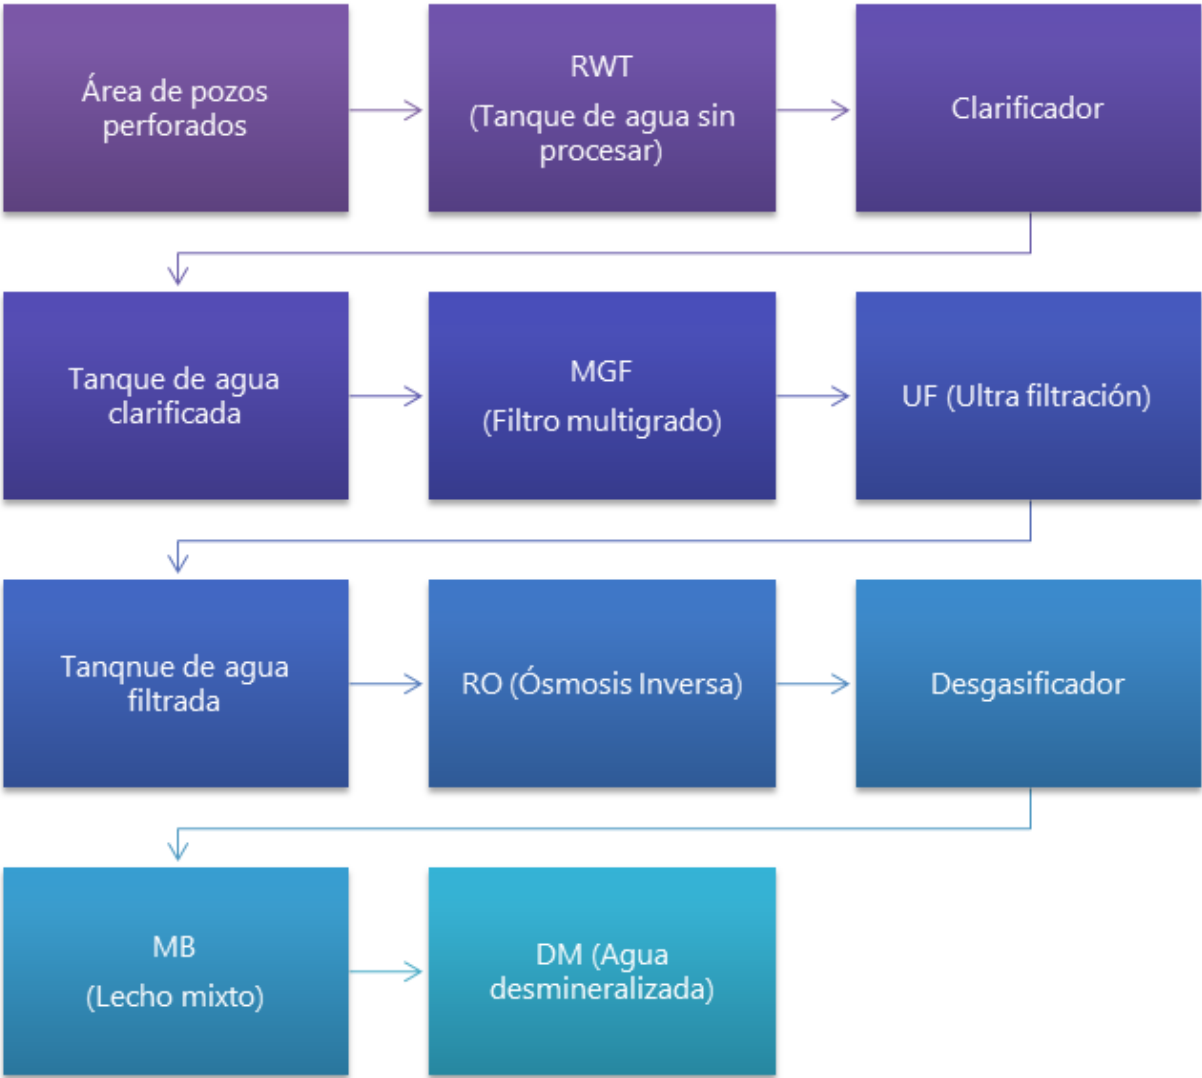 Área de pozos
perforados
RWT
(Tanque de agua sin
procesar)
Clarificador
Tanque de agua
clarificada
MGF
(Filtro multigrado)
UF (Ultra filtración)
Tanqnue de agua
filtrada
RO (Ósmosis Inversa)
Desgasificador
MB
(Lecho mixto)
DM (Agua
desmineralizada)